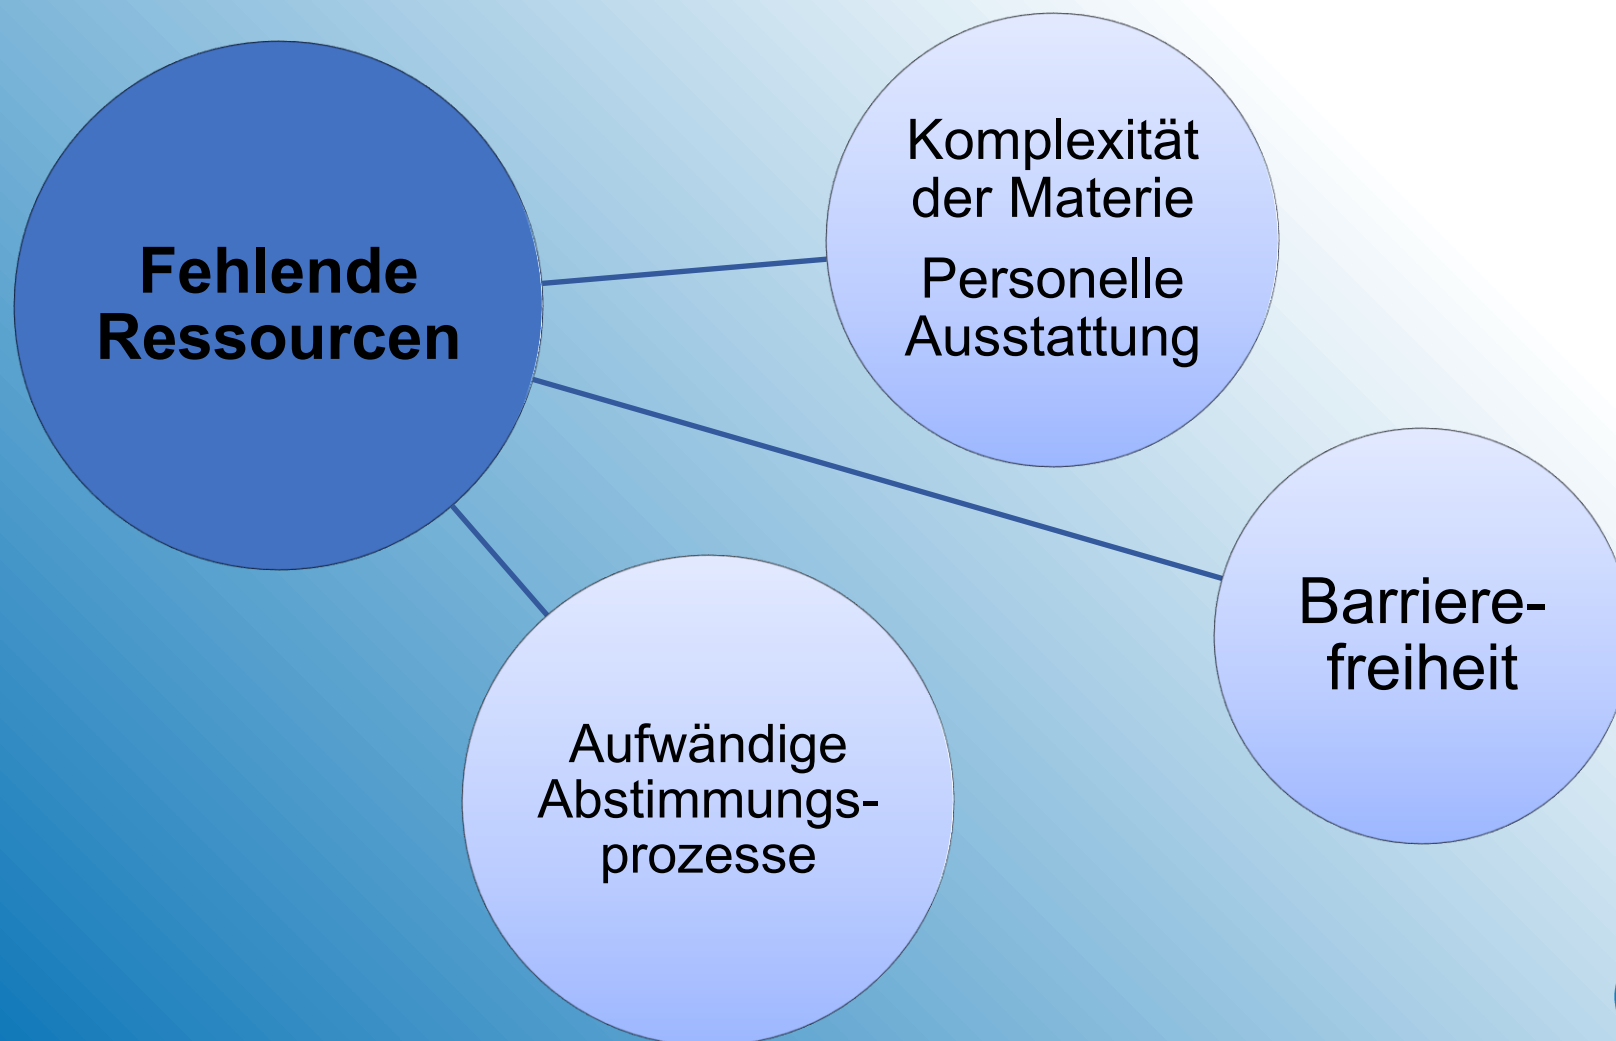 Fehlende
Ressourcen
Komplexität
der Materie
Personelle
Ausstattung
Barriere-
freiheit
Aufwändige
Abstimmungs-
prozesse